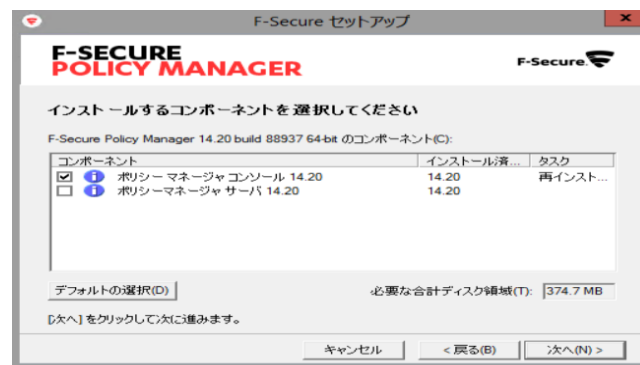 F-Secure セットアップ
F-SECURE
POLICY MANAGER
F-Secure.
インストールするコンポーネントを選択してください
F-Secure Policy Manager 14.20 build 88937 64-bit のコンポーネント(C):
コンポーネント インストール済... タスク
ポリシー マネージャ コンソール 14.20 14.20 再インスト...
ポリシーマネージャ サーバ 14.20 14.20
デフォルトの選択(D) 必要な合計ディスク領域(T): 374.7 MB
[次へ] をクリックして次に進みます。
キャンセル < 戻る(B) 次へ(N) >